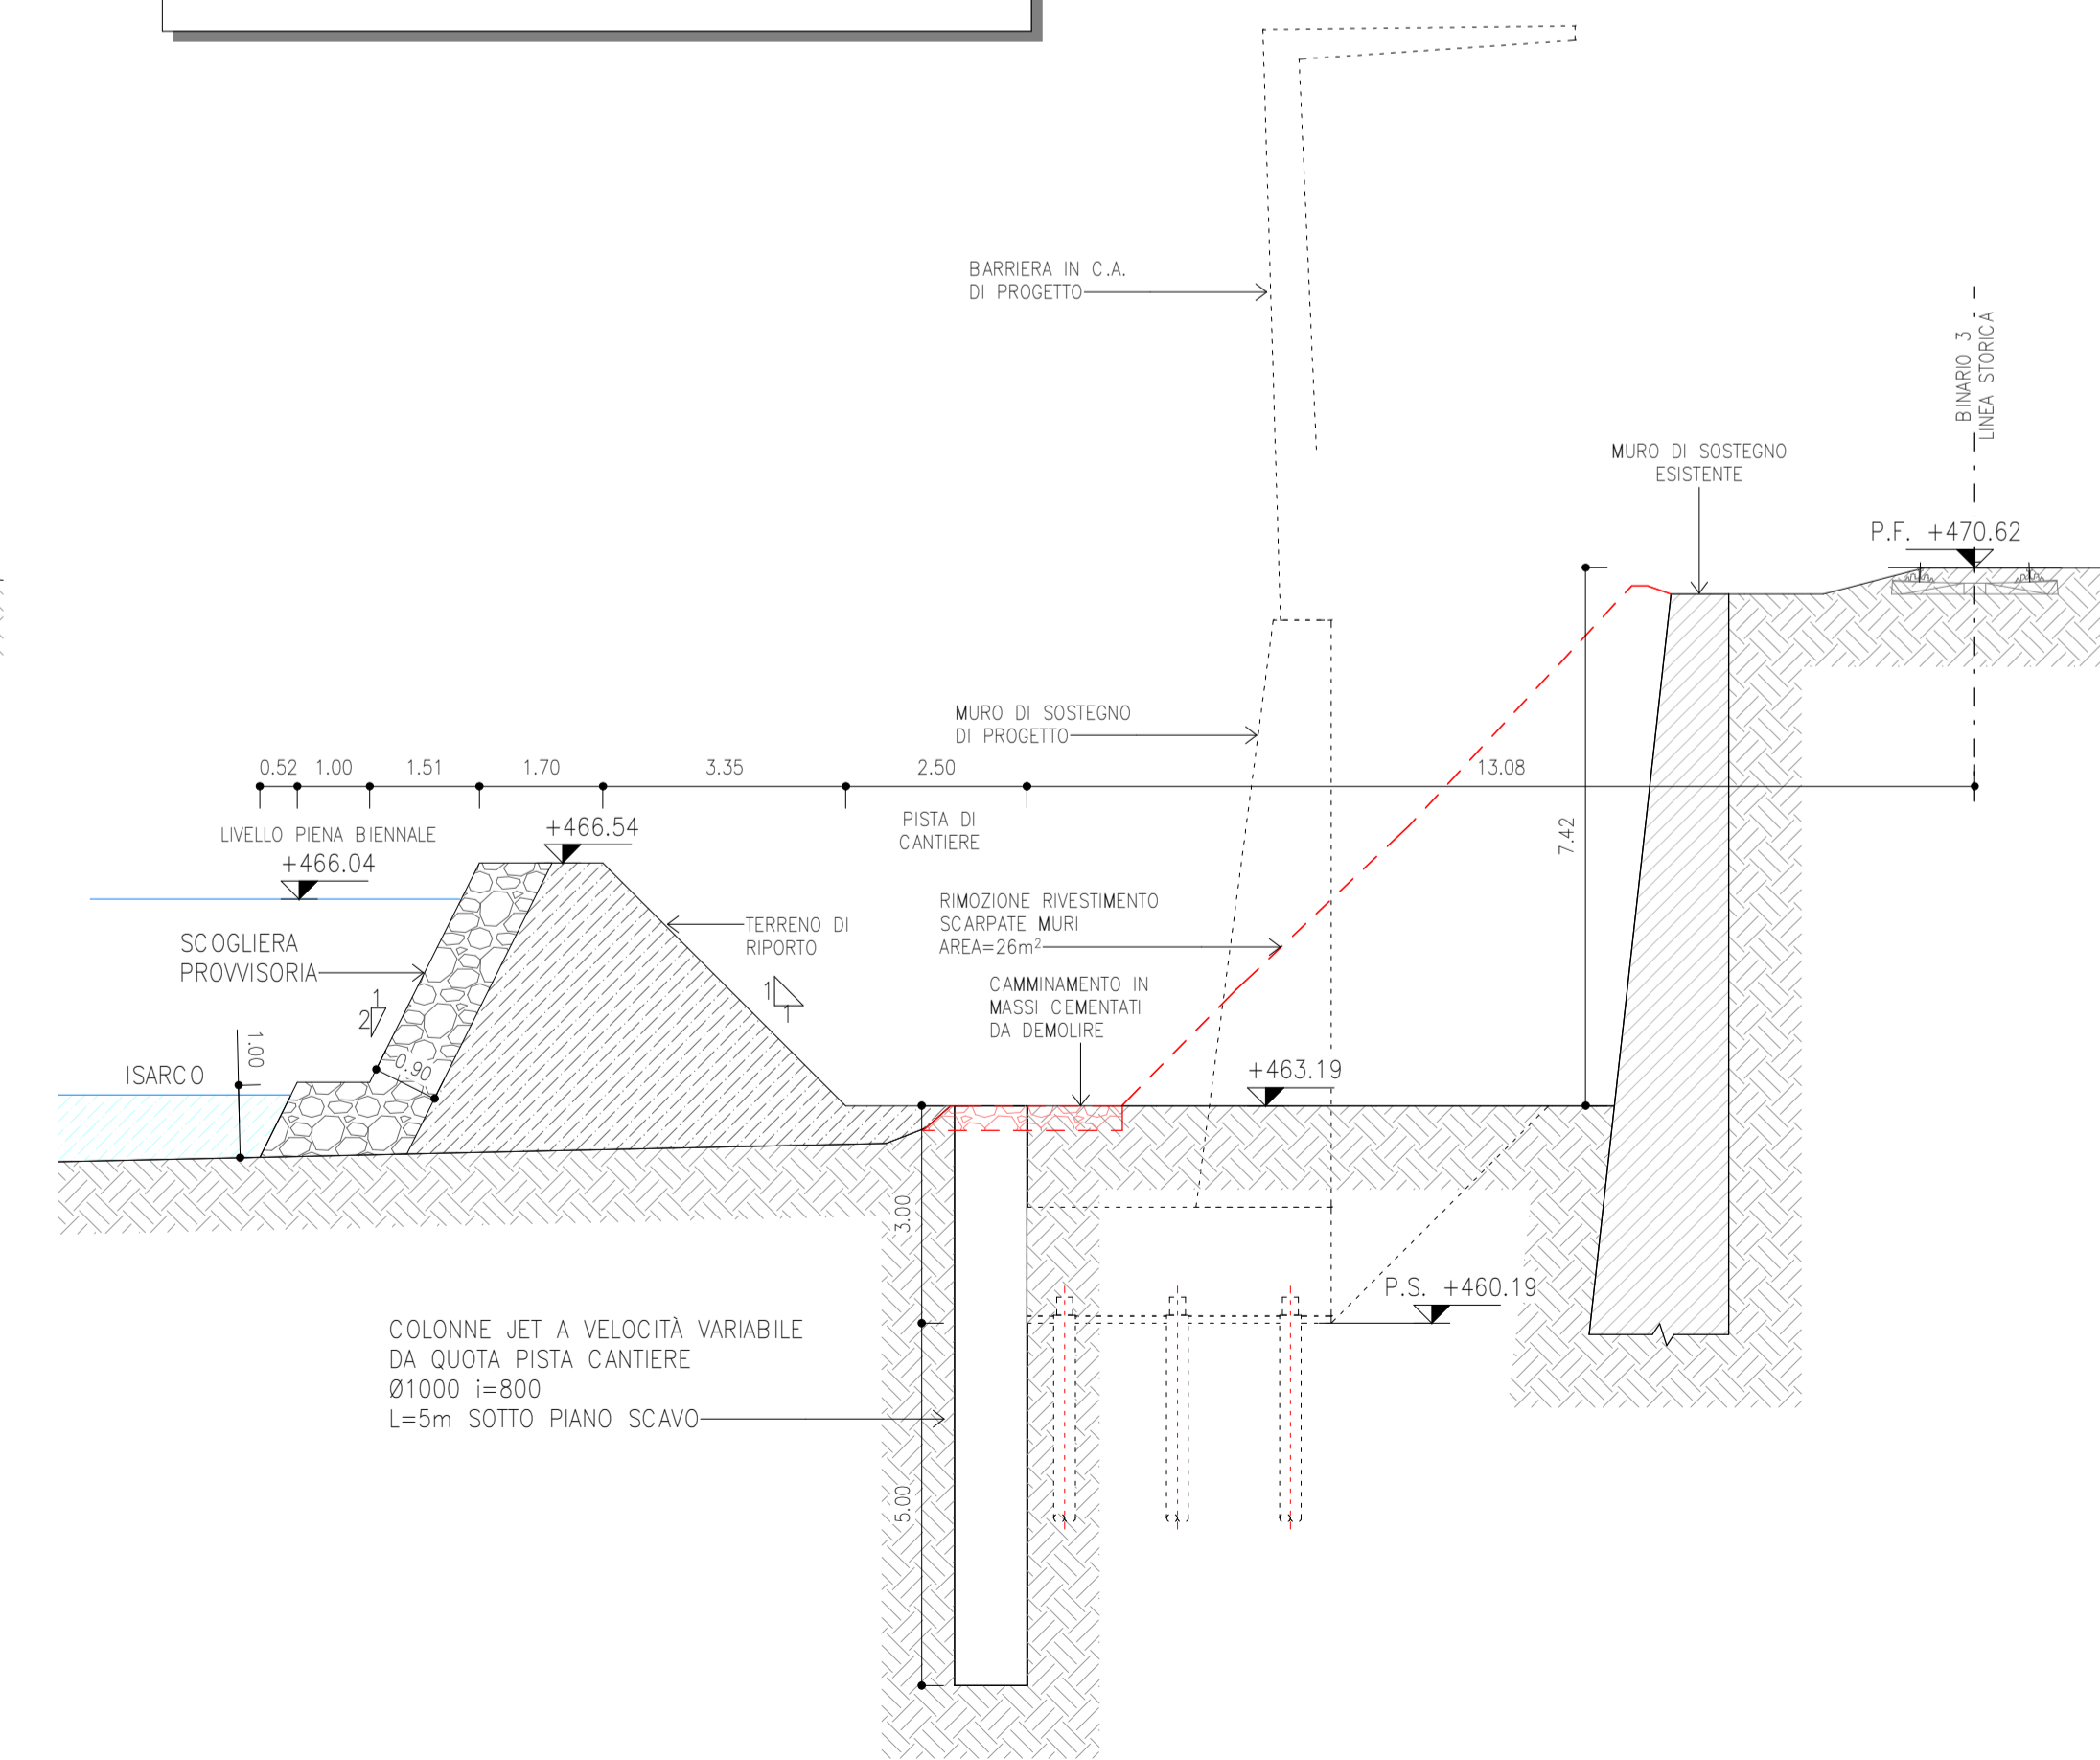 BARRIERA IN C.A.
DI PROGETTO
BINARIO 3
LINEA STORICA
MURO DI SOSTEGNO
ESISTENTE
P.F. +470.62
MURO DI SOSTEGNO
DI PROGETTO
0.52 1.00 1.51 1.70 3.35 2.50 13.08
PISTA DI
CANTIERE
LIVELLO PIENA BIENNALE
+466.04
+466.54
7.42
RIMOZIONE RIVESTIMENTO
SCARPATE MURI
AREA=26m²
TERRENO DI
RIPORTO
SCOGLIERA
PROVVISORIA
CAMMINAMENTO IN
MASSI CEMENTATI
DA DEMOLIRE
1
2
1
1
1.00
0.90
ISARCO
+463.19
3.00
P.S. +460.19
COLONNE JET A VELOCITÀ VARIABILE
DA QUOTA PISTA CANTIERE
Ø1000 i=800
L=5m SOTTO PIANO SCAVO
5.00